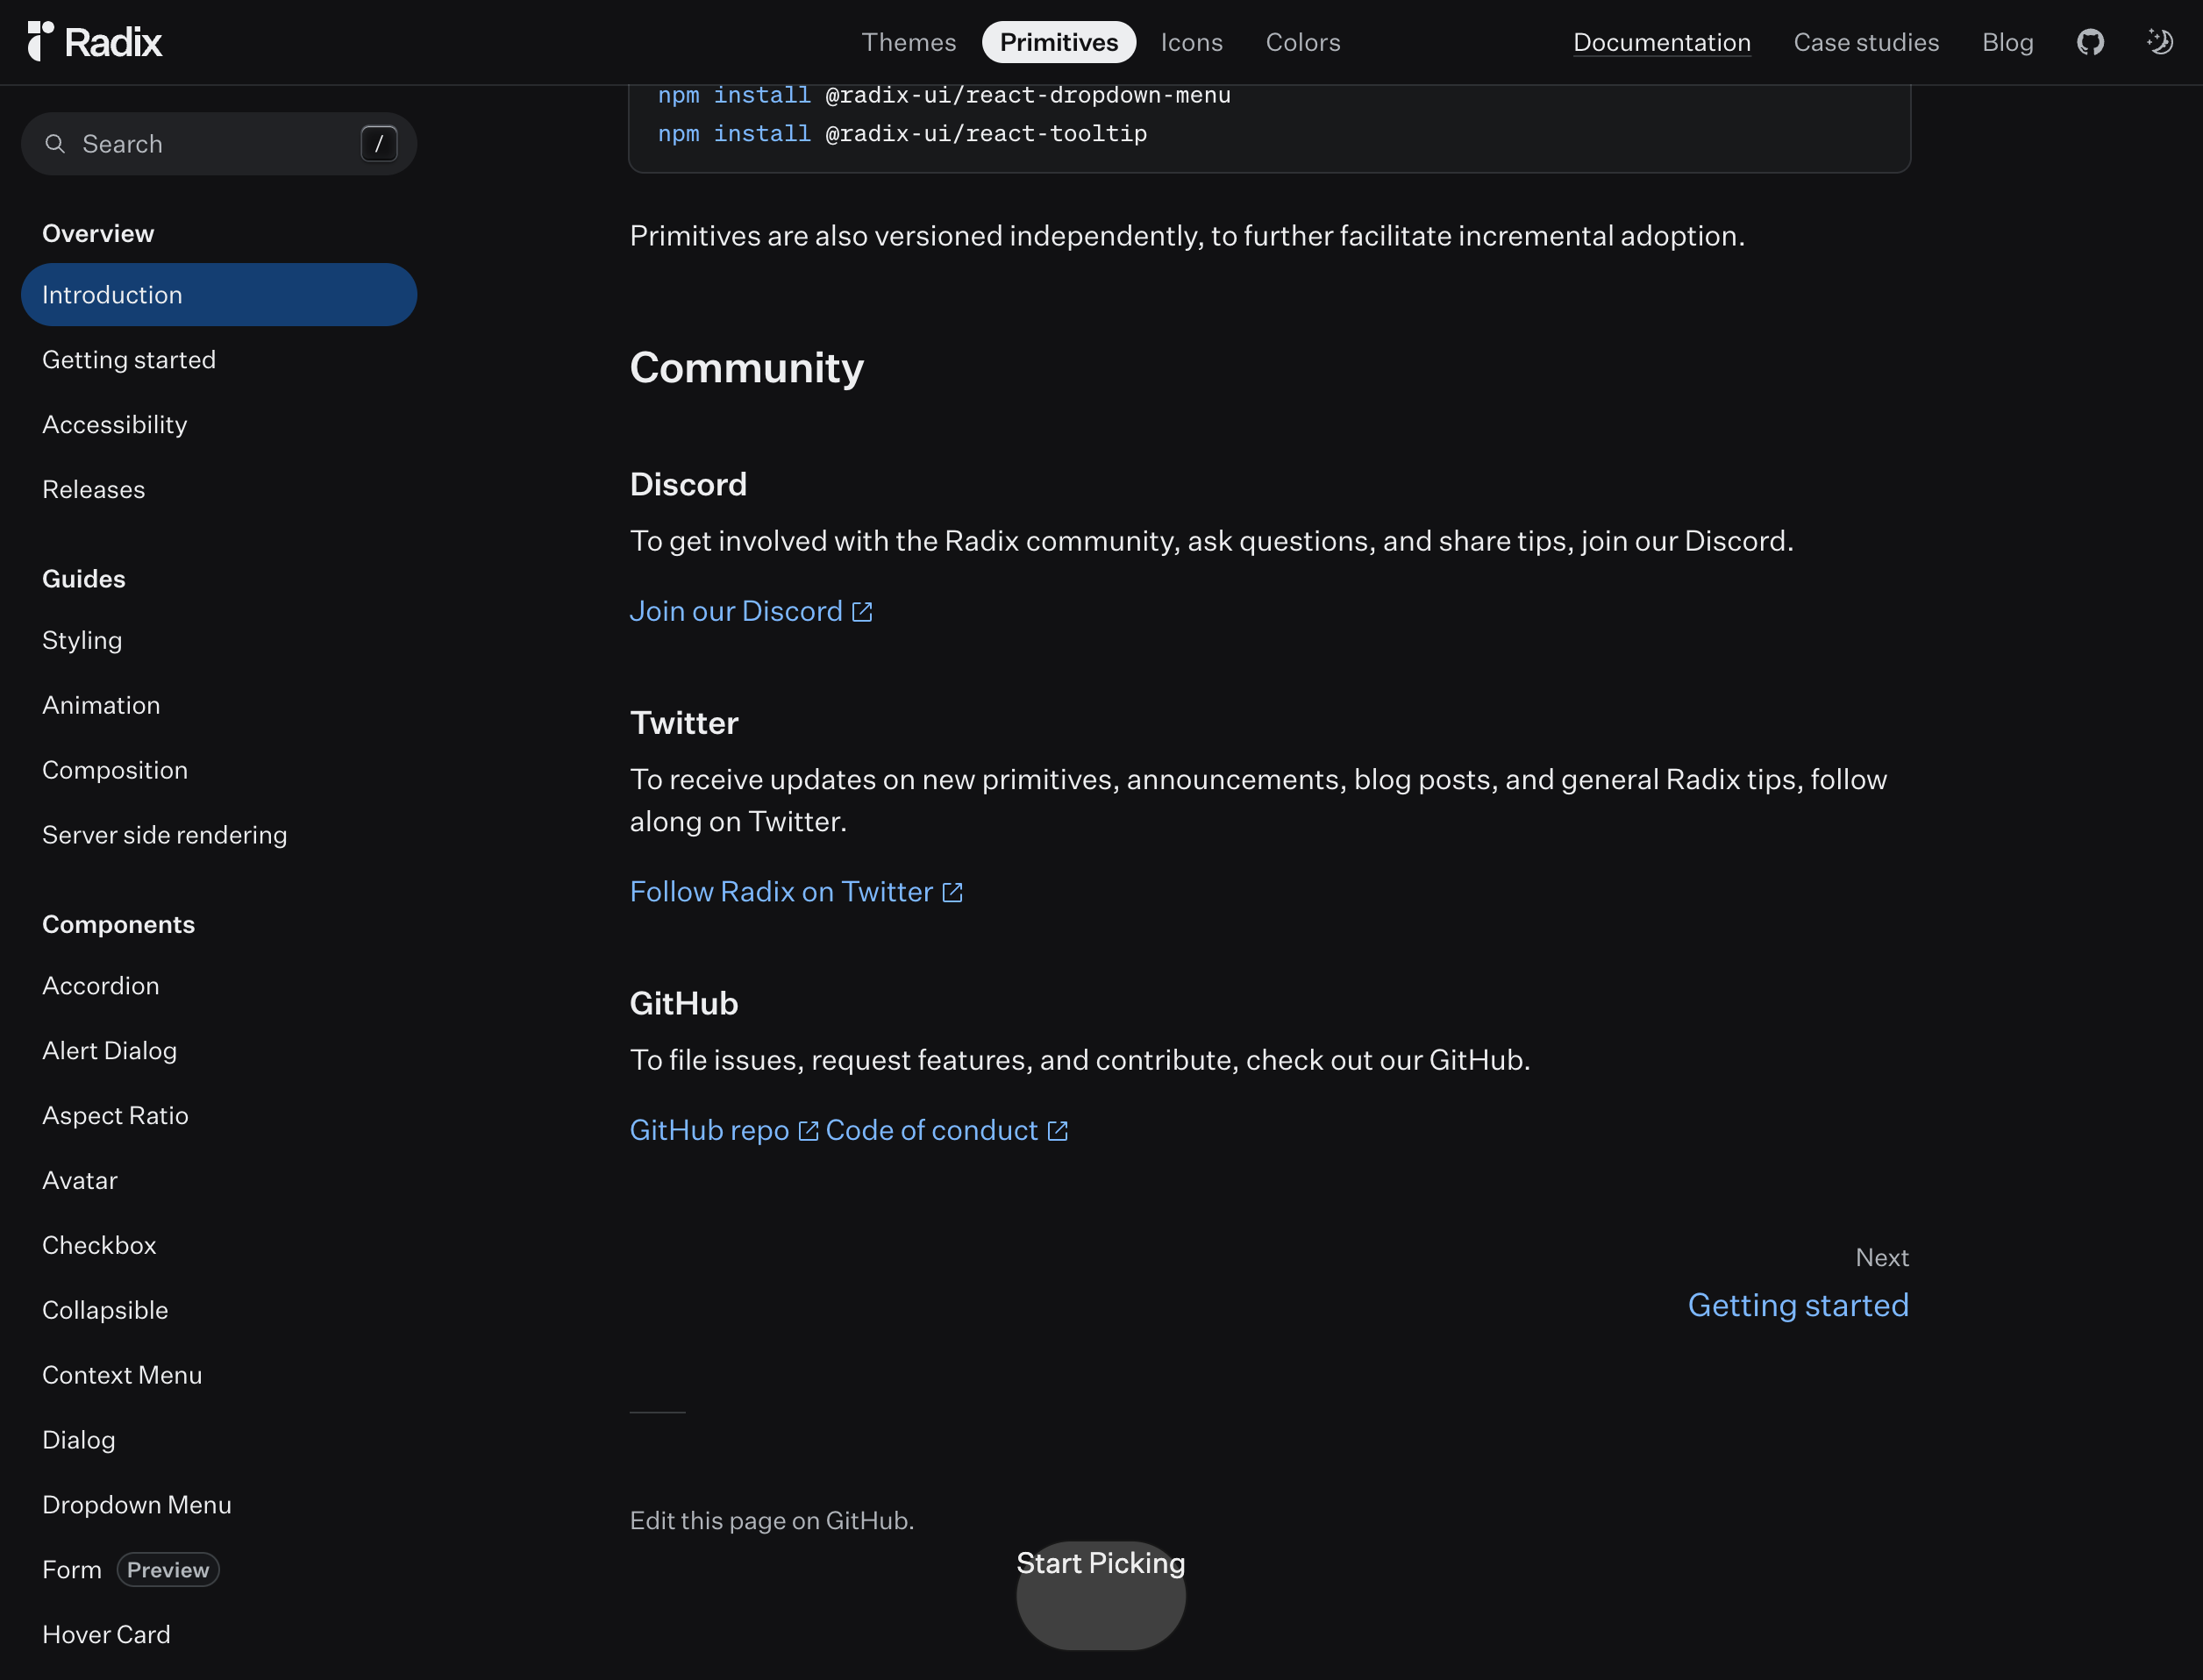 Radix
Themes
Primitives
Icons
Colors
Documentation
Case studies
Blog
Search
/
Overview
Introduction
Getting started
Accessibility
Releases
Guides
Styling
Animation
Composition
Server side rendering
Components
Accordion
Alert Dialog
Aspect Ratio
Avatar
Checkbox
Collapsible
Context Menu
Dialog
Dropdown Menu
Form Preview
Hover Card
npm install @radix-ui/react-dropdown-menu
npm install @radix-ui/react-tooltip
Primitives are also versioned independently, to further facilitate incremental adoption.
Community
Discord
To get involved with the Radix community, ask questions, and share tips, join our Discord.
Join our Discord
Twitter
To receive updates on new primitives, announcements, blog posts, and general Radix tips, follow
along on Twitter.
Follow Radix on Twitter
GitHub
To file issues, request features, and contribute, check out our GitHub.
GitHub repo Code of conduct
Next
Getting started
Edit this page on GitHub.
Start Picking